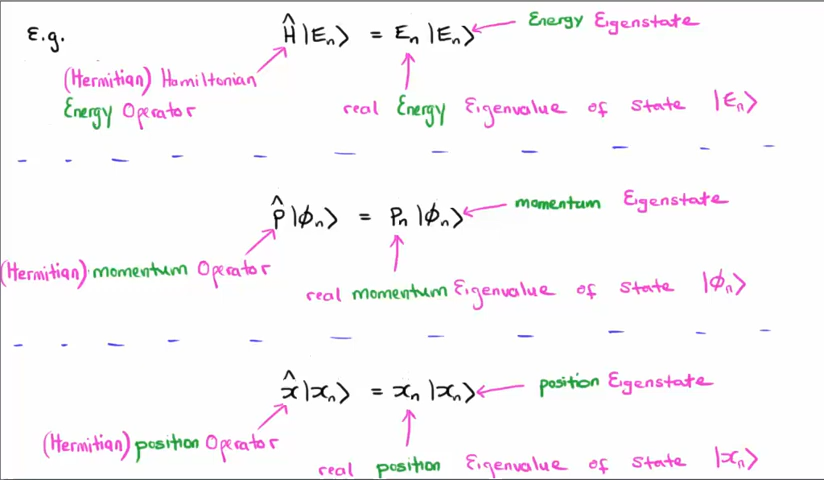 E.g.
Ĥ|Eₙ⟩ = Eₙ|Eₙ⟩
Energy Eigenstate
(Hermitian) Hamiltonian
Energy Operator
real Energy Eigenvalue of state |Eₙ⟩
p̂|ϕₙ⟩ = Pₙ|ϕₙ⟩
momentum Eigenstate
(Hermitian) momentum Operator
real momentum Eigenvalue of state |ϕₙ⟩
x̂|xₙ⟩ = xₙ|xₙ⟩
position Eigenstate
(Hermitian) position Operator
real position Eigenvalue of state |xₙ⟩